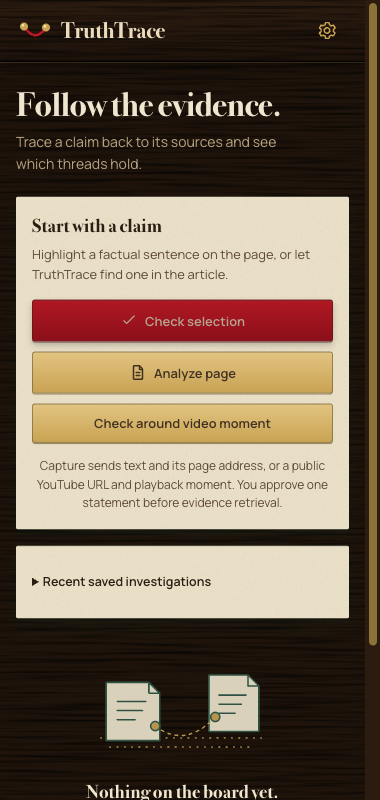 TruthTrace
Follow the evidence.
Trace a claim back to its sources and see
which threads hold.
Start with a claim
Highlight a factual sentence on the page, or let
TruthTrace find one in the article.
Check selection
Analyze page
Check around video moment
Capture sends text and its page address, or a public
YouTube URL and playback moment. You approve one
statement before evidence retrieval.
Recent saved investigations
Nothing on the board yet.